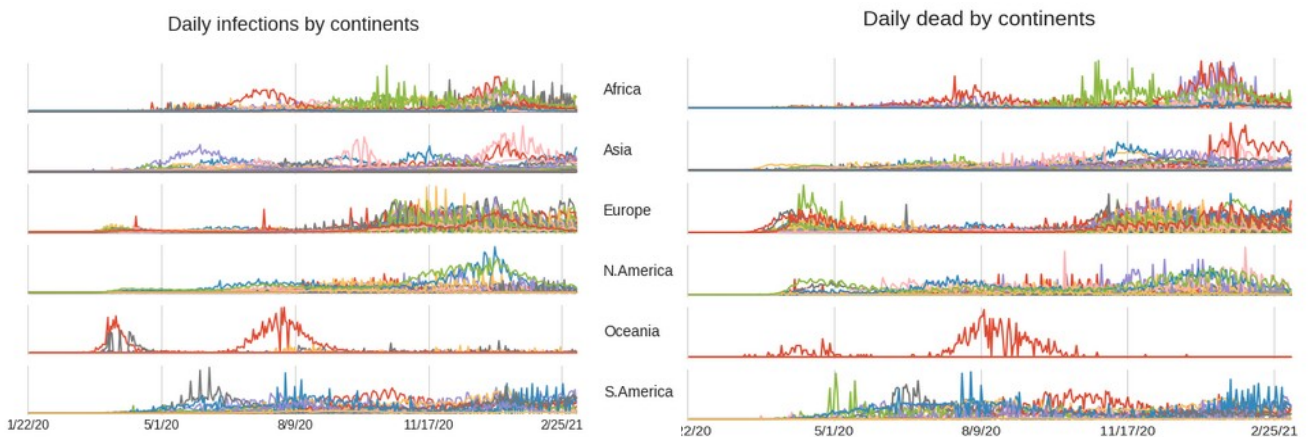 Daily infections by continents
Daily dead by continents
Africa
Asia
Europe
N.America
Oceania
S.America
1/22/20 5/1/20 8/9/20 11/17/20 2/25/21
22/20 5/1/20 8/9/20 11/17/20 2/25/21